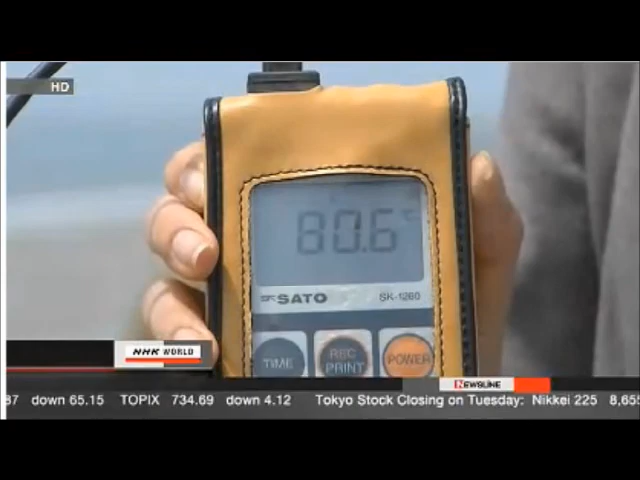 HD
80.6 °C
SATO
SK-1260
TIME
REC
PRINT
POWER
NHK WORLD
NEWSLINE
87 down 65.15 TOPIX 734.69 down 4.12 Tokyo Stock Closing on Tuesday: Nikkei 225 8,655